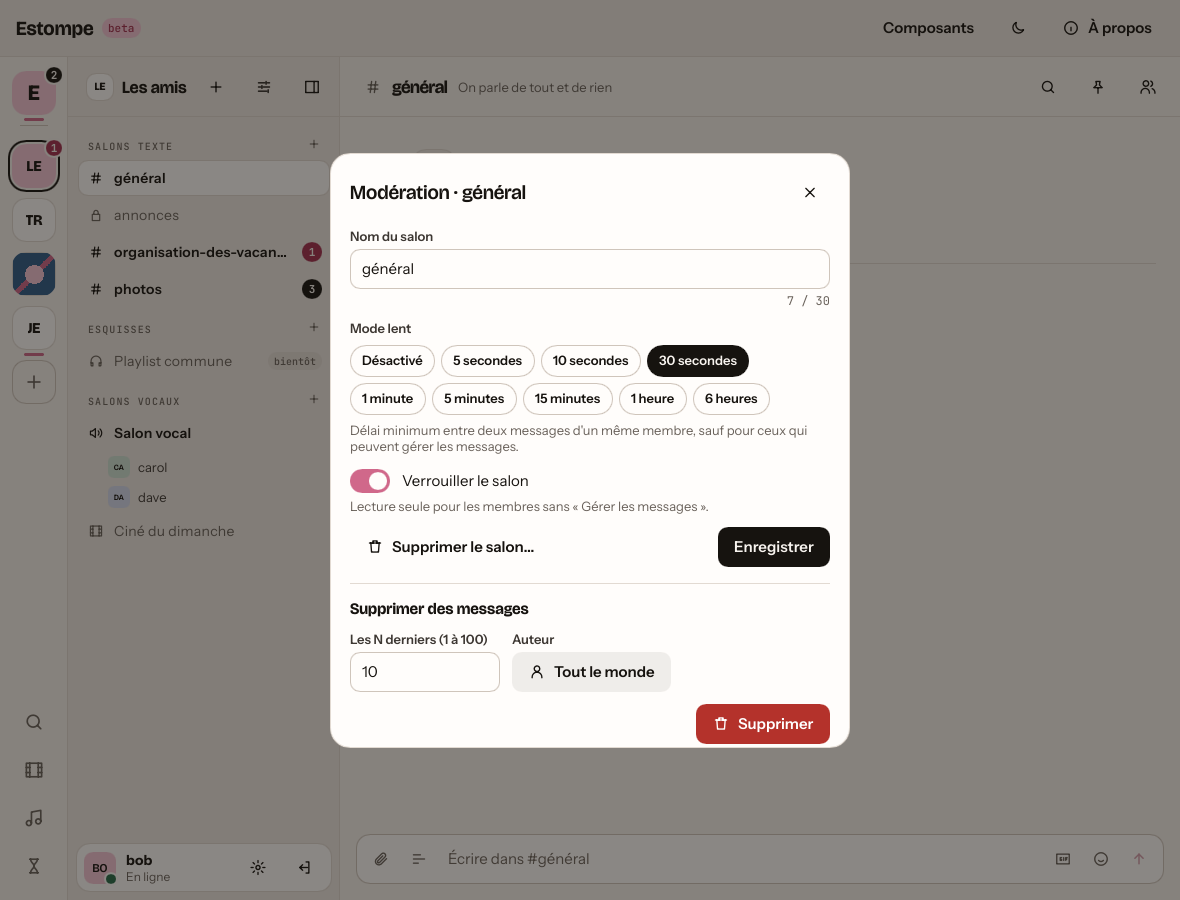 Estompe beta
Composants
À propos
E 2
LE Les amis
# général On parle de tout et de rien
SALONS TEXTE
LE 1
# général
TR
annonces
# organisation-des-vacan... 1
# photos 3
JE
ESQUISSES
Playlist commune bientôt
SALONS VOCAUX
Salon vocal
CA carol
DA dave
Ciné du dimanche
Modération · général
Nom du salon
général
7 / 30
Mode lent
Désactivé 5 secondes 10 secondes 30 secondes
1 minute 5 minutes 15 minutes 1 heure 6 heures
Délai minimum entre deux messages d'un même membre, sauf pour ceux qui
peuvent gérer les messages.
Verrouiller le salon
Lecture seule pour les membres sans « Gérer les messages ».
Supprimer le salon... Enregistrer
Supprimer des messages
Les N derniers (1 à 100) Auteur
10 Tout le monde
Supprimer
BO bob
En ligne
Écrire dans #général
GIF